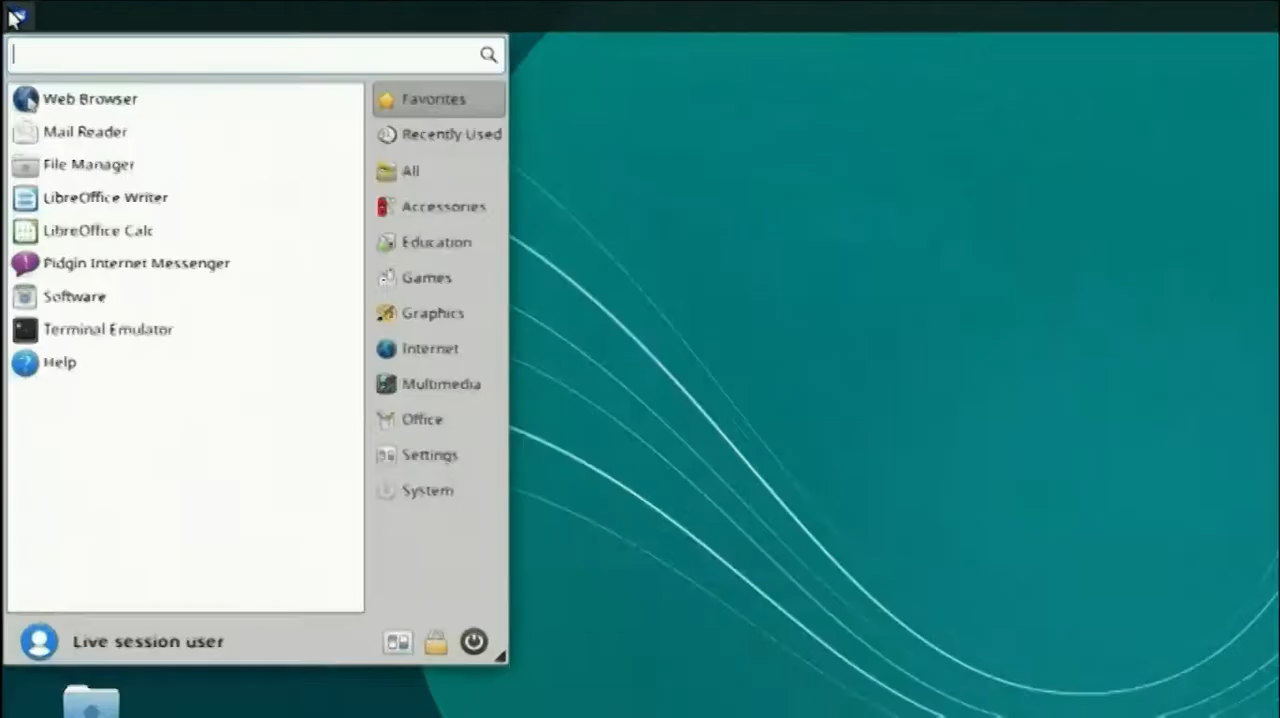 Web Browser
Mail Reader
File Manager
LibreOffice Writer
LibreOffice Calc
Pidgin Internet Messenger
Software
Terminal Emulator
Help
Favorites
Recently Used
All
Accessories
Education
Games
Graphics
Internet
Multimedia
Office
Settings
System
Live session user